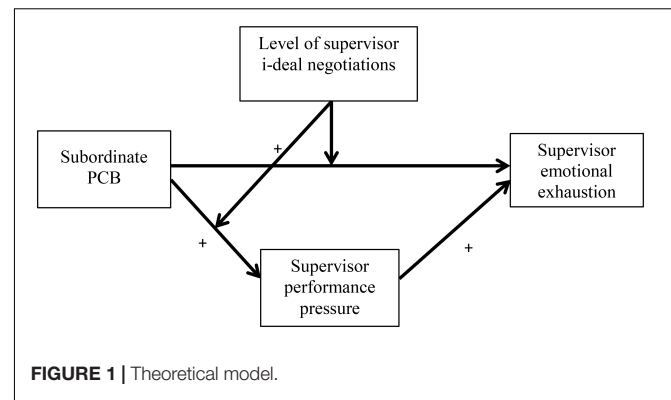 Level of supervisor
i-deal negotiations
+
Subordinate
PCB
Supervisor
emotional
exhaustion
+
+
Supervisor
performance
pressure
FIGURE 1 | Theoretical model.